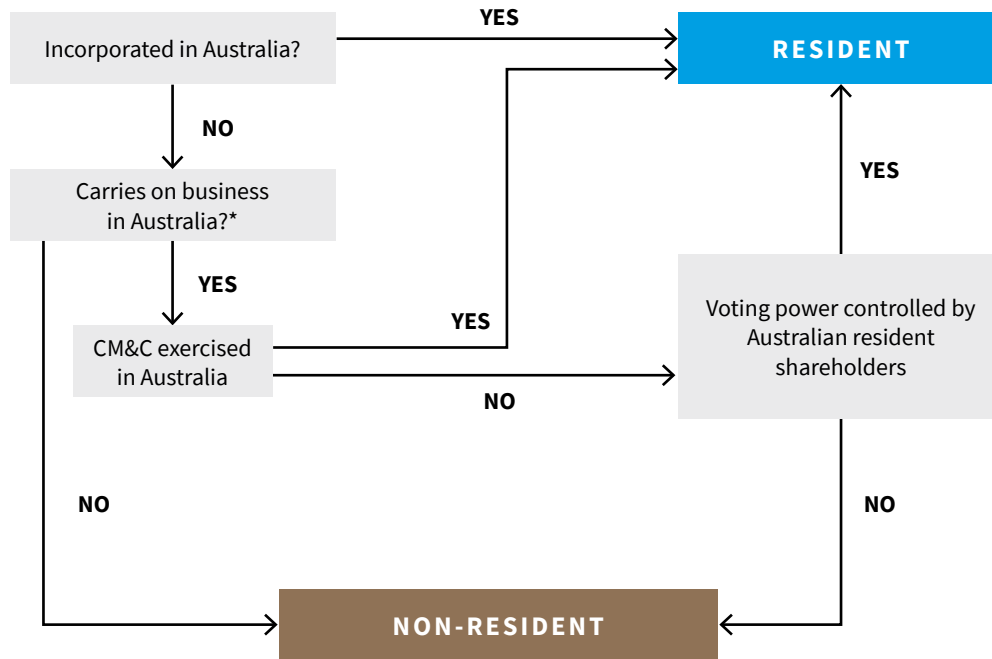 Incorporated in Australia?
YES
RESIDENT
NO
Carries on business
in Australia?*
YES
YES
YES
CM&C exercised
in Australia
NO
Voting power controlled by
Australian resident
shareholders
NO
NO
NON-RESIDENT